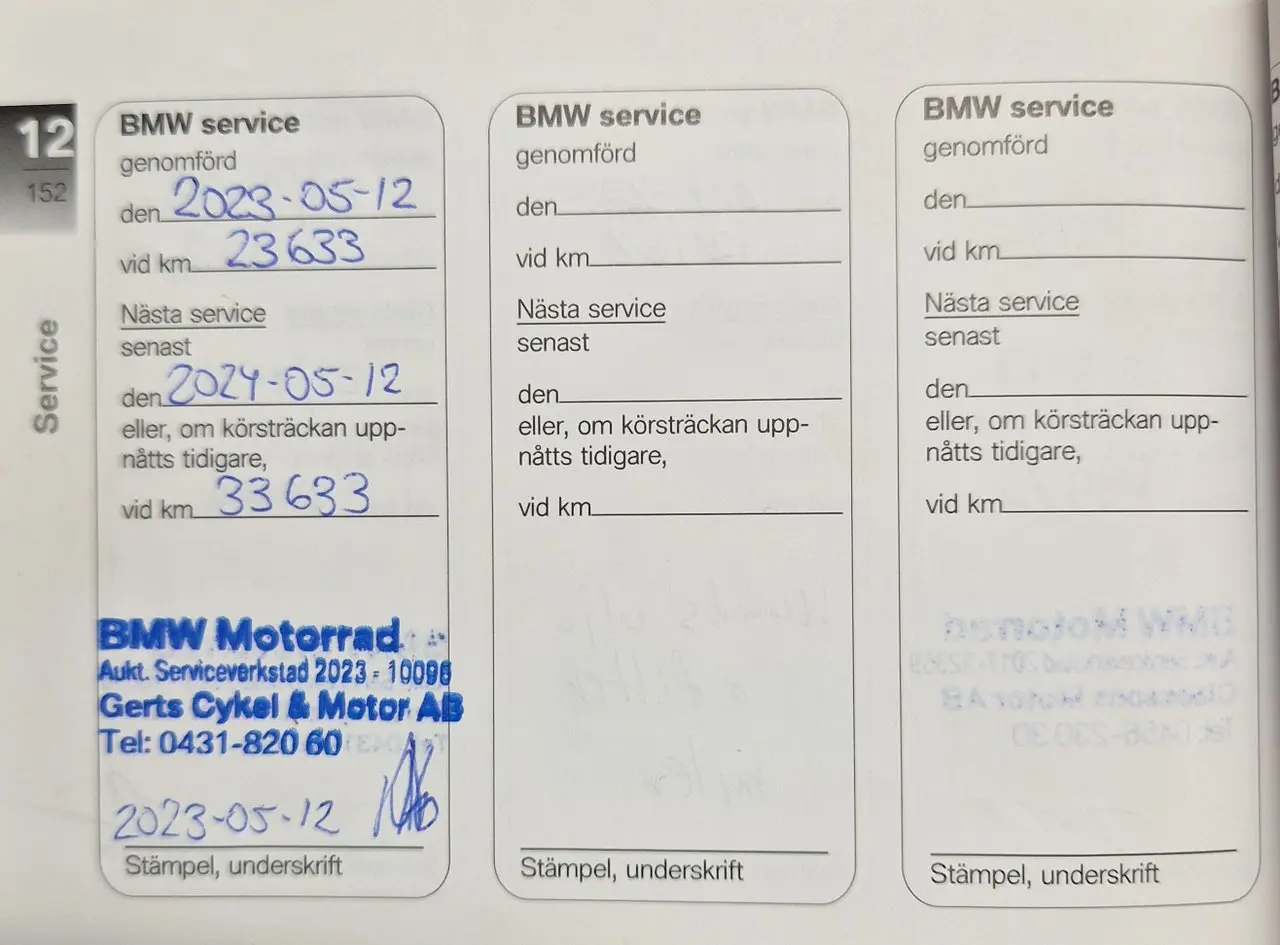 12
152
Service
BMW service
genomförd
den 2023-05-12
vid km 23633
Nästa service
senast
den 2024-05-12
eller, om körsträckan upp-
nåtts tidigare,
vid km 33633
BMW Motorrad
Aukt. Serviceverkstad 2023 - 10098
Gerts Cykel & Motor AB
Tel: 0431-820 60
2023-05-12
Stämpel, underskrift
BMW service
genomförd
den
vid km
Nästa service
senast
den
eller, om körsträckan upp-
nåtts tidigare,
vid km
Stämpel, underskrift
BMW service
genomförd
den
vid km
Nästa service
senast
den
eller, om körsträckan upp-
nåtts tidigare,
vid km
Stämpel, underskrift